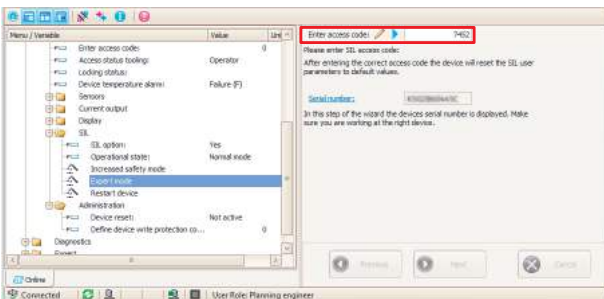 Menu / Variable Value Uni
Enter access code: 0
Access status tooling: Operator
Locking status:
Device temperature alarm: Failure (F)
Sensors
Current output
Display
SIL
SIL option: Yes
Operational state: Normal mode
Increased safety mode
Expert mode
Restart device
Administration
Device reset: Not active
Define device write protection co... 0
Diagnostics
Expert
Online
Enter access code: 7452
Please enter SIL access code:
After entering the correct access code the device will reset the SIL user
parameters to default values.
Serial number:
In this step of the wizard the devices serial number is displayed. Make
sure you are working at the right device.
Previous Next Cancel
Connected User Role: Planning engineer